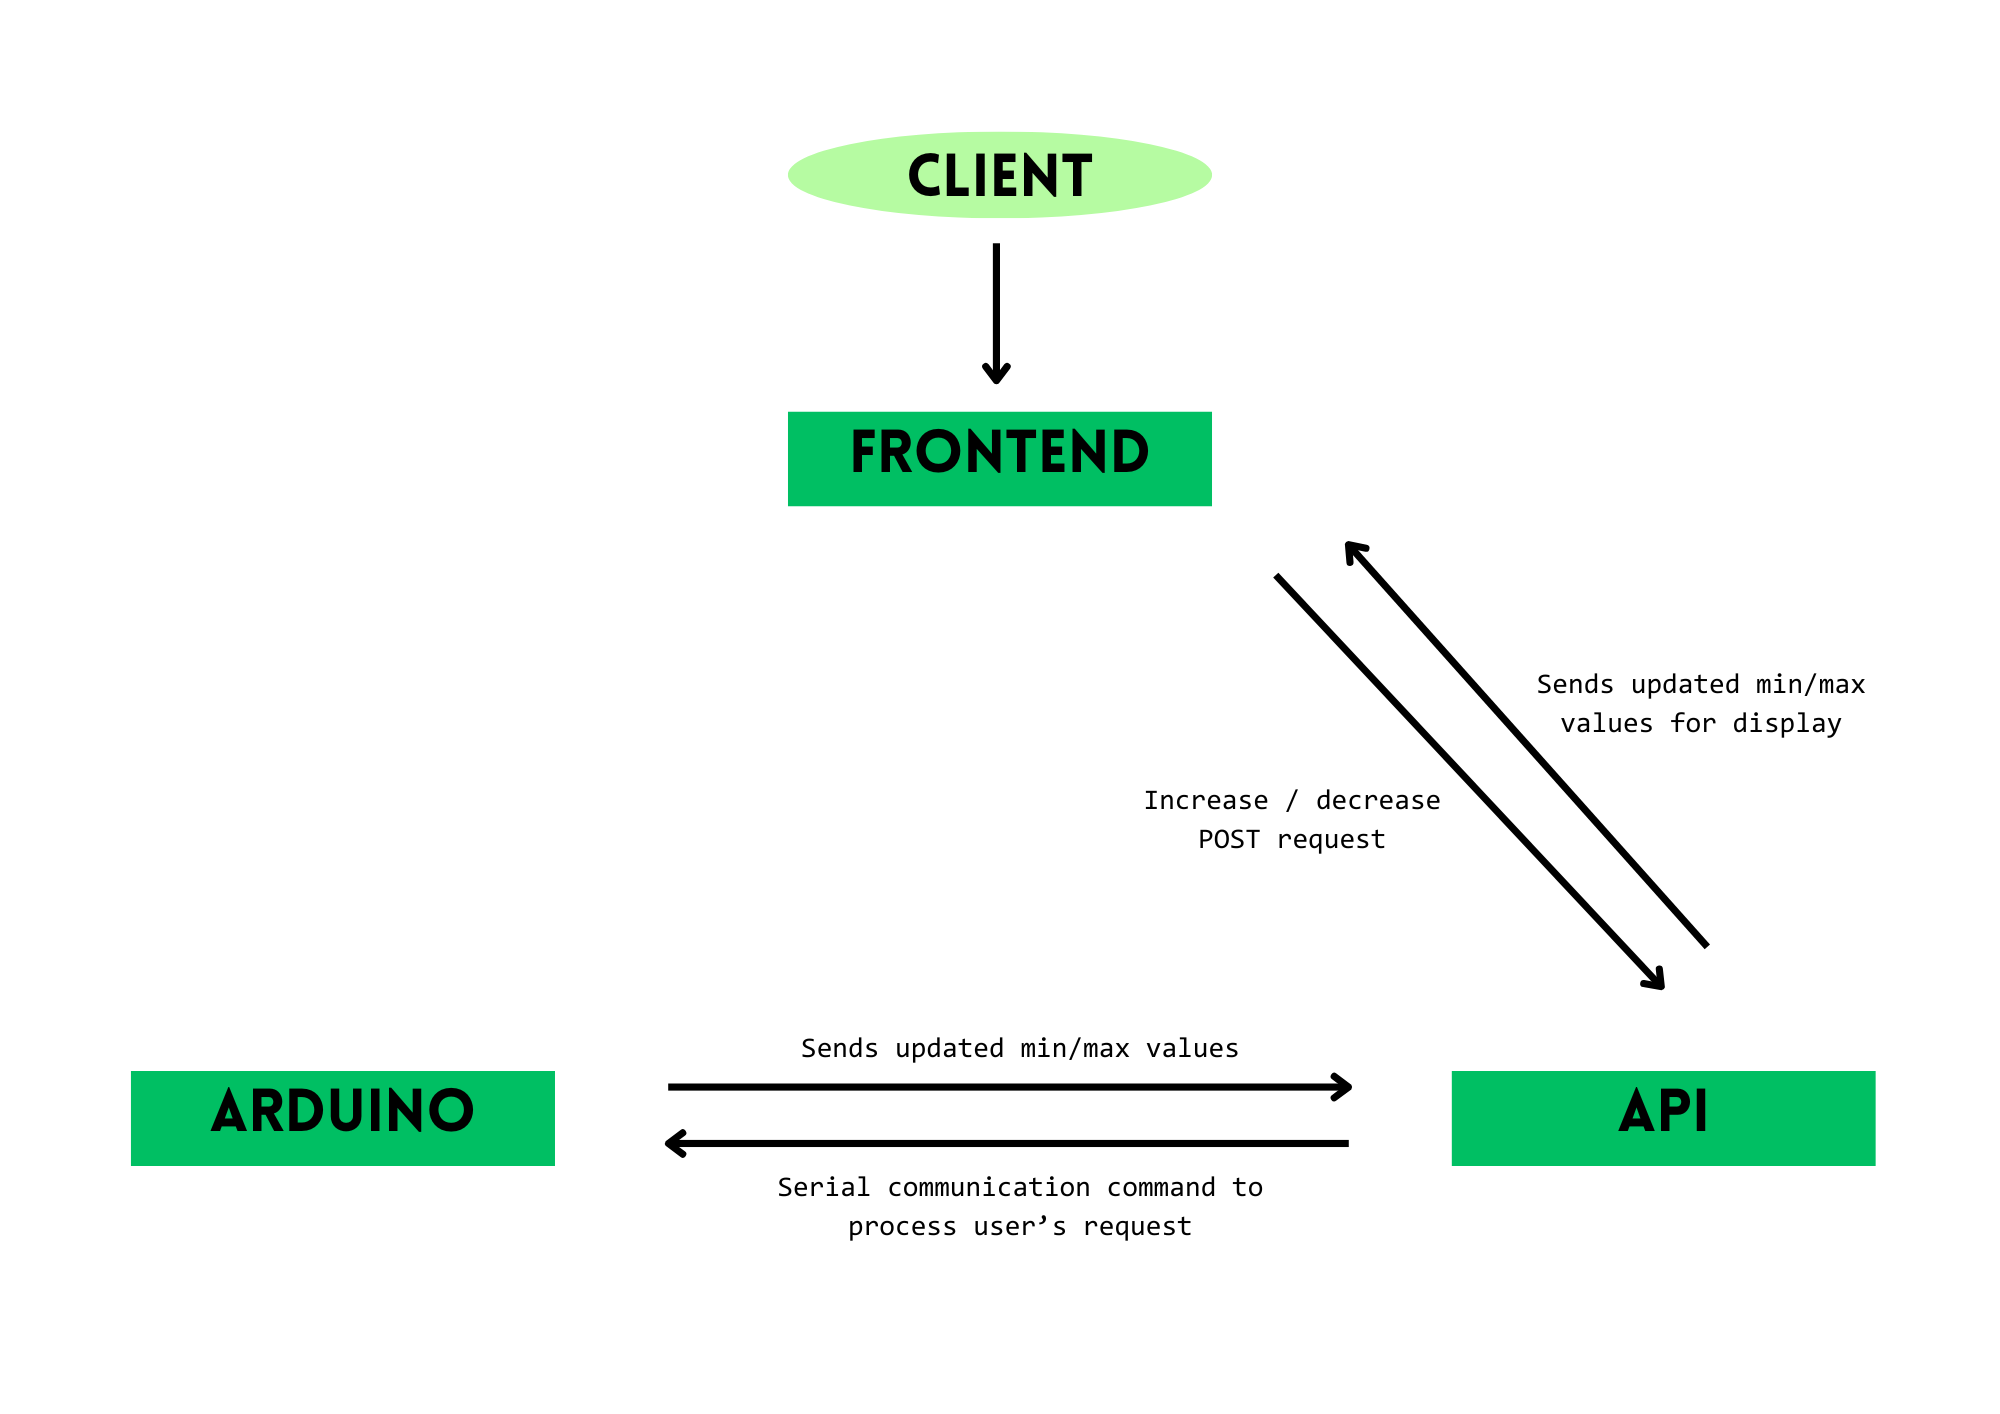 CLIENT
FRONTEND
Sends updated min/max
values for display
Increase / decrease
POST request
Sends updated min/max values
ARDUINO
API
Serial communication command to
process user’s request